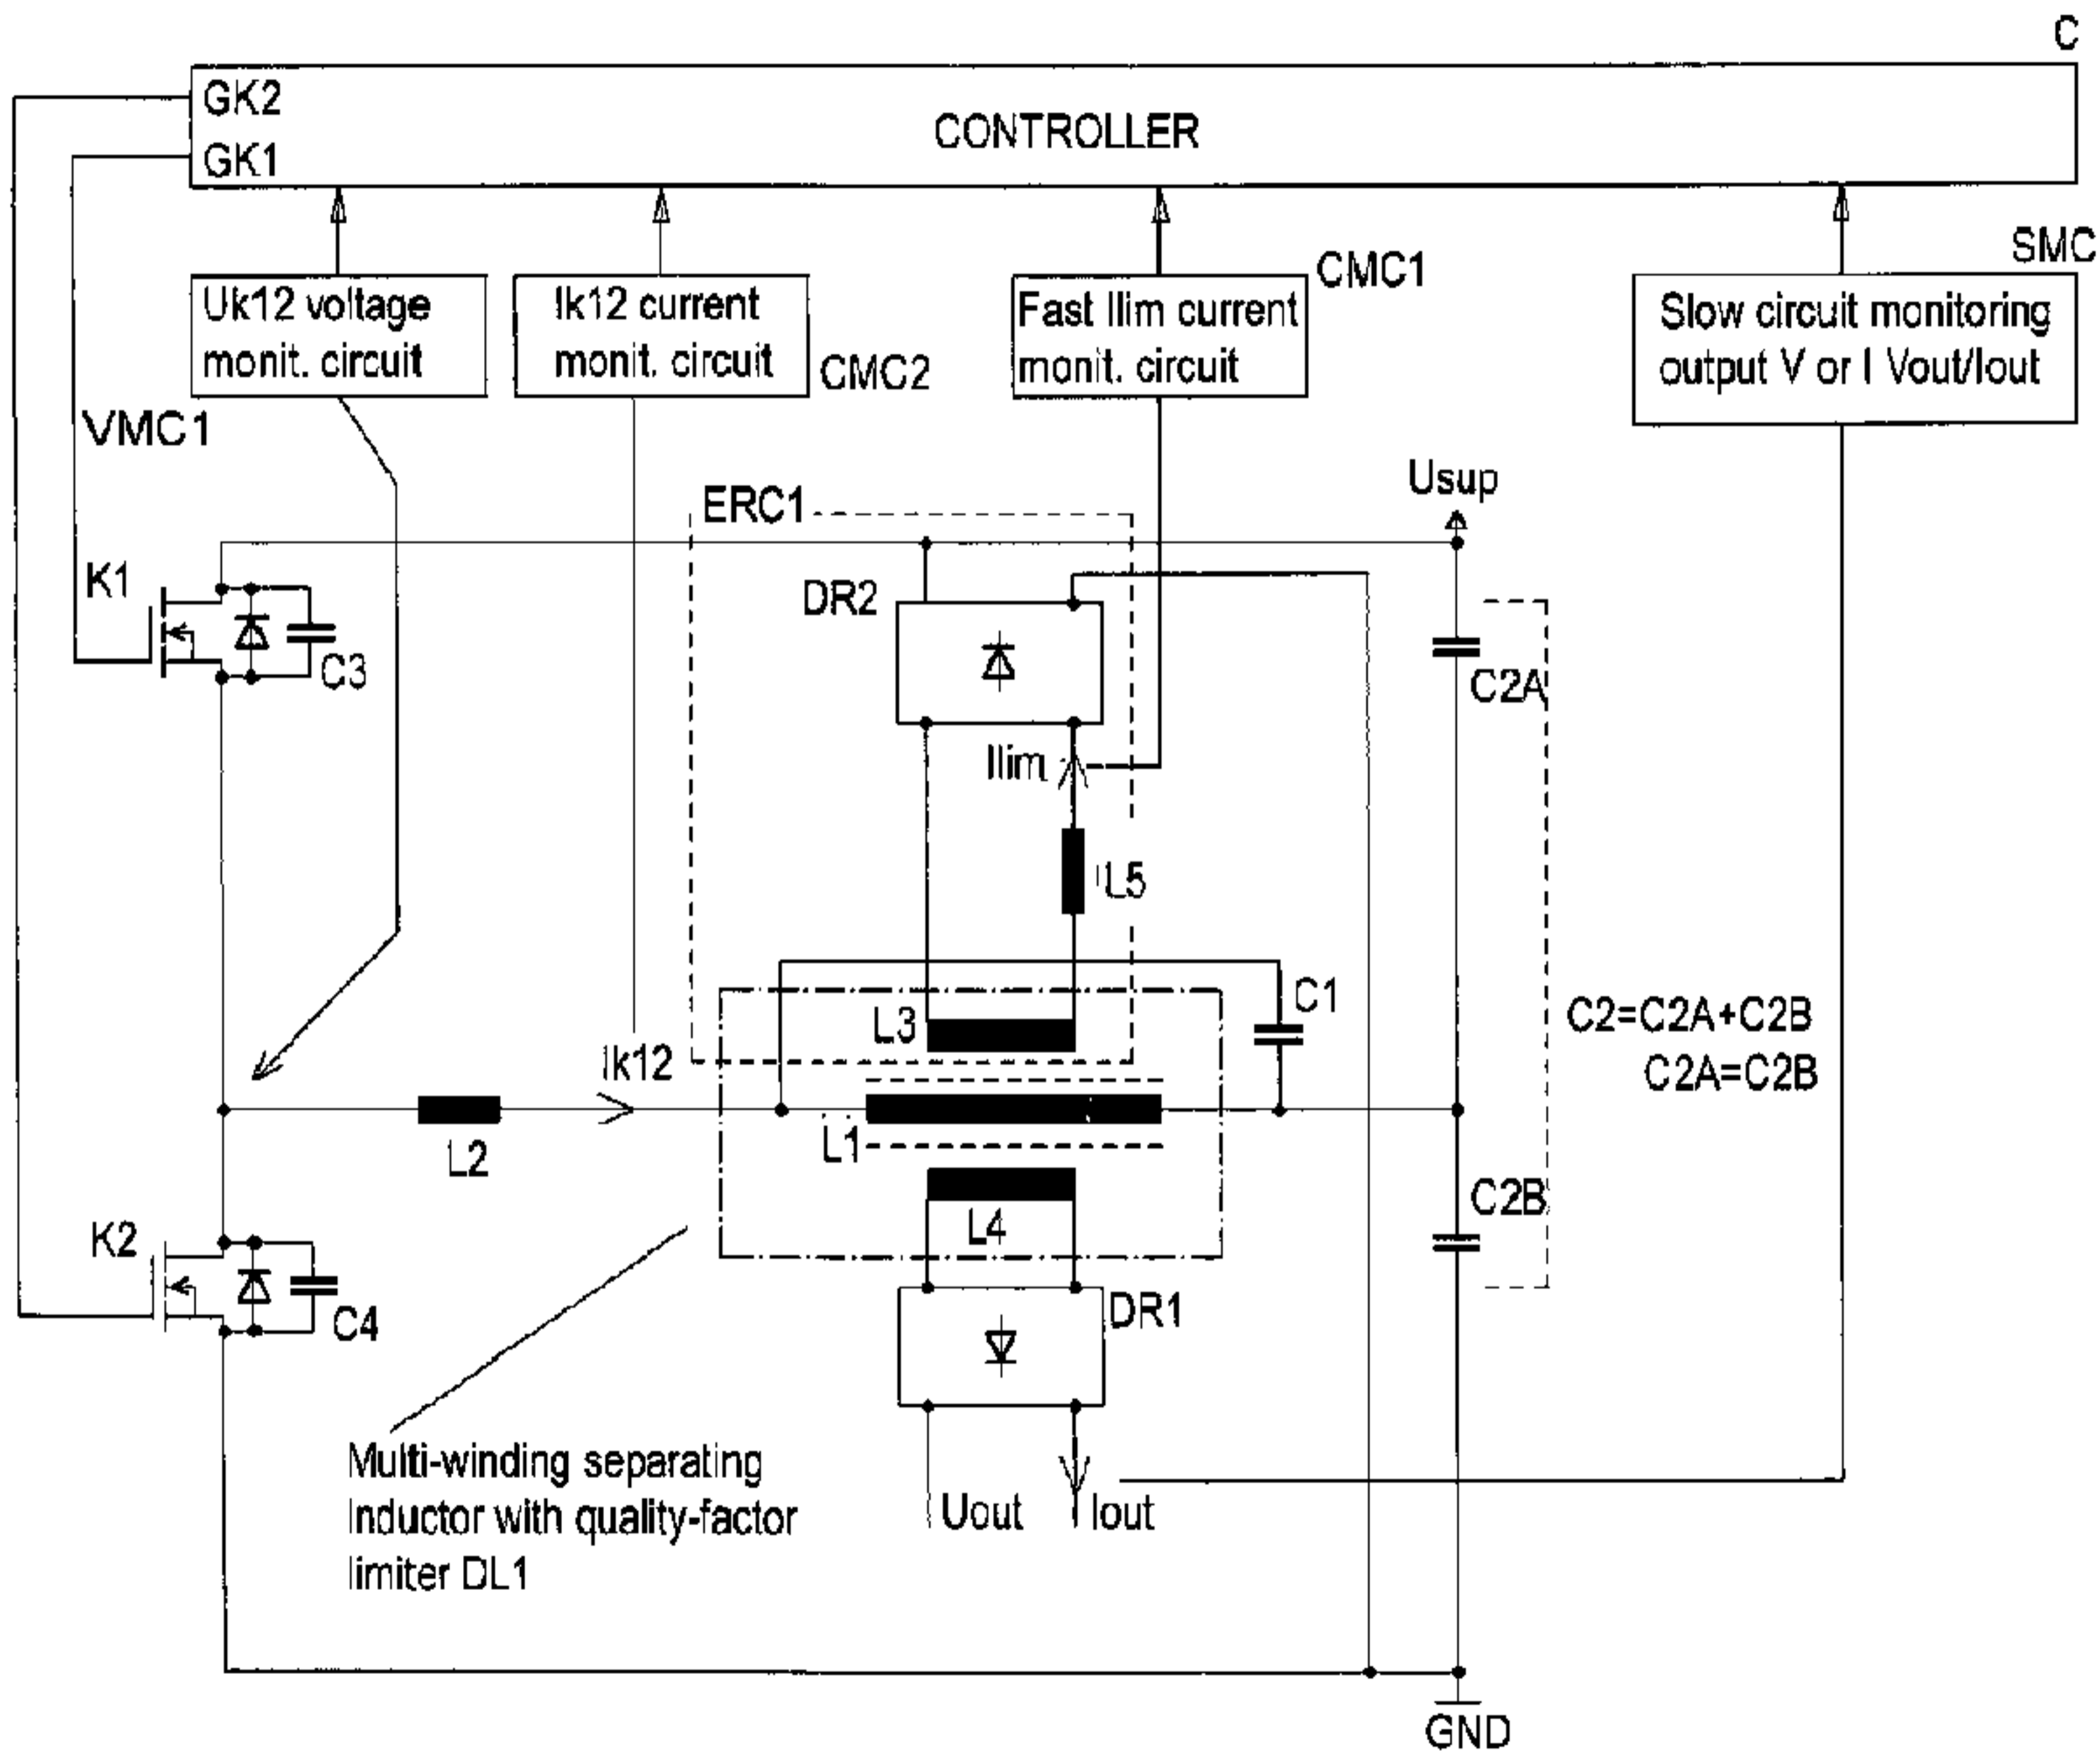 C
GK2
CONTROLLER
GK1
SMC
CMC1
Uk12 voltage
monit. circuit
Ik12 current
monit. circuit
CMC2
Fast Ilim current
monit. circuit
Slow circuit monitoring
output V or I Vout/Iout
VMC1
Usup
ERC1
K1
DR2
C3
C2A
Ilim
L5
C1
L3
C2=C2A+C2B
C2A=C2B
Ik12
L1
L2
C2B
L4
K2
DR1
C4
Multi-winding separating
Inductor with quality-factor
limiter DL1
Uout
Iout
GND